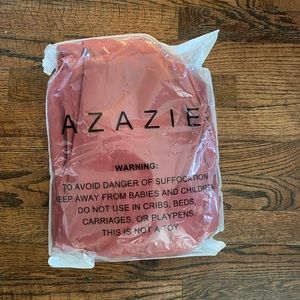 AZAZIE
WARNING:
TO AVOID DANGER OF SUFFOCATION
KEEP AWAY FROM BABIES AND CHILDREN
DO NOT USE IN CRIBS, BEDS,
CARRIAGES, OR PLAYPENS.
THIS IS NOT A TOY